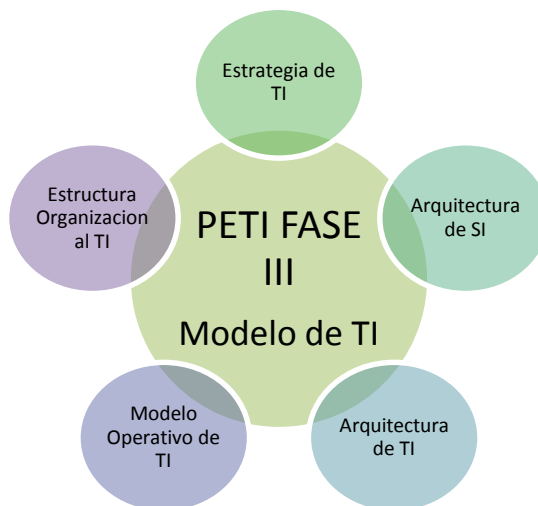 Estrategia de
TI
Estructura
Organizacion
al TI
PETI FASE
III
Modelo de TI
Arquitectura
de SI
Modelo
Operativo de
TI
Arquitectura
de TI